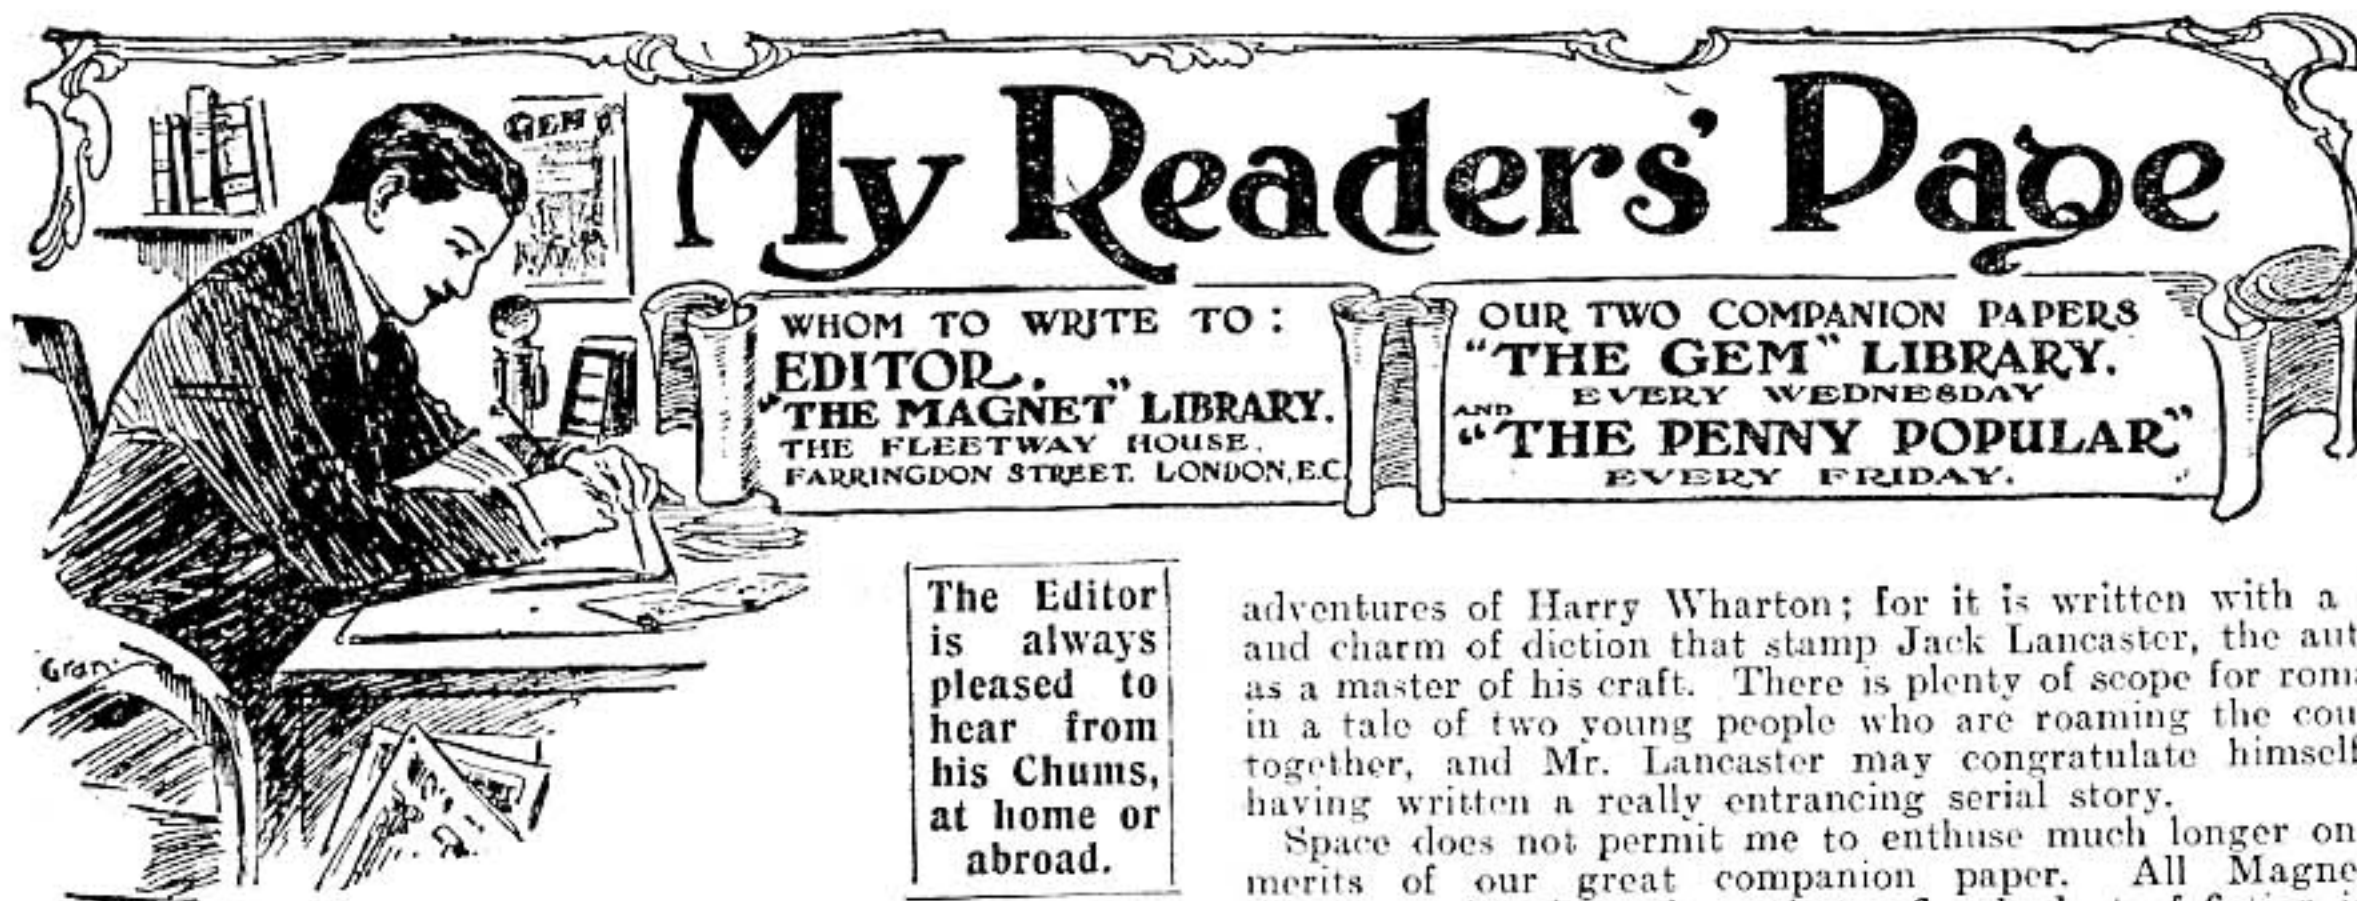 My Readers' Page
GEM
WHOM TO WRITE TO:
EDITOR,
"THE MAGNET" LIBRARY.
THE FLEETWAY HOUSE,
FARRINGDON STREET, LONDON, E.C.
OUR TWO COMPANION PAPERS
"THE GEM" LIBRARY.
EVERY WEDNESDAY
AND
"THE PENNY POPULAR"
EVERY FRIDAY.
The Editor
is always
pleased to
hear from
his Chums,
at home or
abroad.
adventures of Harry Wharton; for it is written with a
and charm of diction that stamp Jack Lancaster, the aut
as a master of his craft. There is plenty of scope for roma
in a tale of two young people who are roaming the cou
together, and Mr. Lancaster may congratulate himself
having written a really entrancing serial story.
Space does not permit me to enthuse much longer on
merits of our great companion paper. All Magne